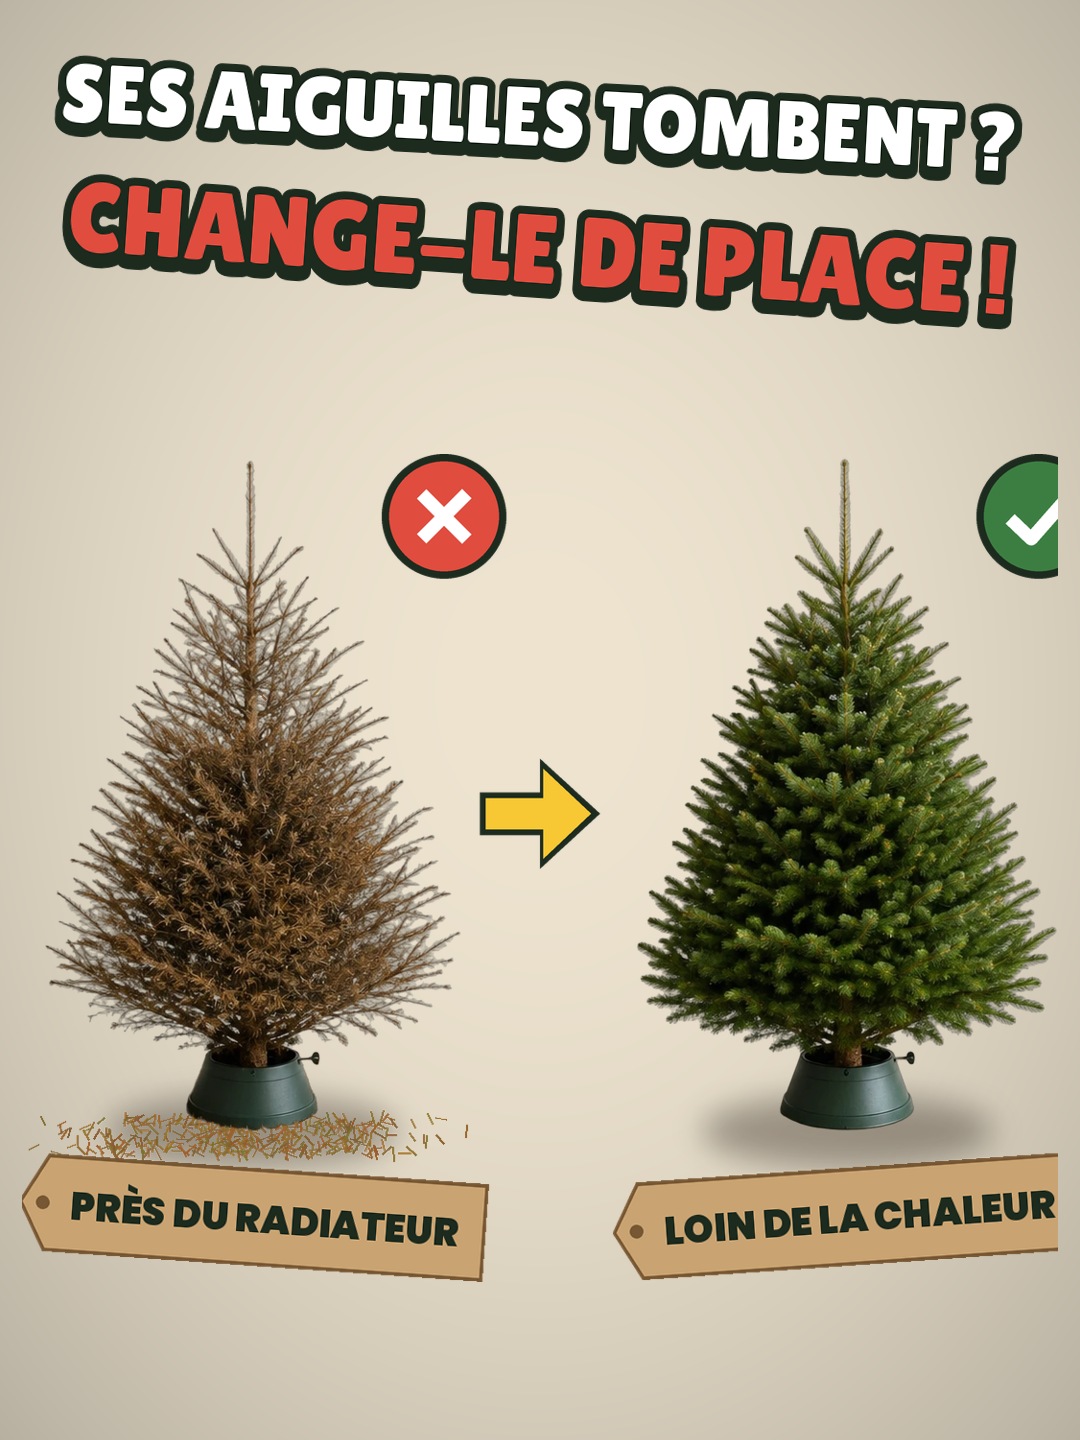 SES AIGUILLES TOMBENT ?
CHANGE-LE DE PLACE !
PRÈS DU RADIATEUR
LOIN DE LA CHALEUR